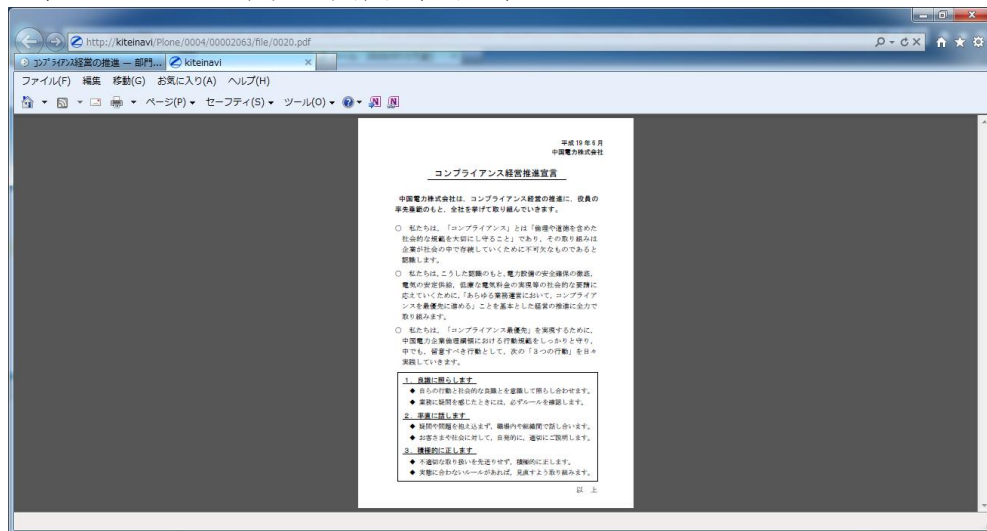 http://kiteinavi/Plone/0004/00002063/file/0020.pdf
コンプライアンス経営の推進 — 部門... kiteinavi ×
ファイル(F) 編集 移動(G) お気に入り(A) ヘルプ(H)
ページ(P) セーフティ(S) ツール(O)
平成19年6月
中国電力株式会社
コンプライアンス経営推進宣言
中国電力株式会社は、コンプライアンス経営の推進に、役員の
率先垂範のもと、全社を挙げて取り組んでいきます。
○ 私たちは、「コンプライアンス」とは「倫理や道徳を含めた
社会的な規範を大切にし守ること」であり、その取り組みは
企業が社会の中で存続していくために不可欠なものであると
認識します。
○ 私たちは、こうした認識のもと、電力設備の安全確保の徹底、
電気の安定供給、低廉な電気料金の実現等の社会的な要請に
応えていくために、「あらゆる業務運営において、コンプライア
ンスを最優先に進める」ことを基本とした経営の推進に全力で
取り組みます。
○ 私たちは、「コンプライアンス最優先」を実現するために、
中国電力企業倫理綱領における行動規範をしっかりと守り、
中でも、留意すべき行動として、次の「3つの行動」を日々
実践していきます。
1．良識に照らします
◆ 自らの行動と社会的な良識とを意識して照らし合わせます。
◆ 業務に疑問を感じたときには、必ずルールを確認します。
2．率直に話します
◆ 疑問や問題を抱え込まず、職場内や組織間で話し合います。
◆ お客さまや社会に対して、自発的に、適切にご説明します。
3．積極的に正します
◆ 不適切な取り扱いを先送りせず、積極的に正します。
◆ 実態に合わないルールがあれば、見直すよう取り組みます。
以 上